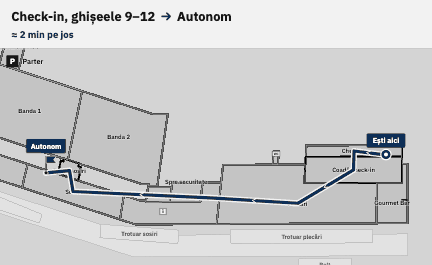 Check-in, ghișeele 9–12 → Autonom
≈ 2 min pe jos
P Parter
Banda 1
Banda 2
Autonom
Ești aici
Spre securitate
Gourmet Bar
Trotuar sosiri
Trotuar plecări